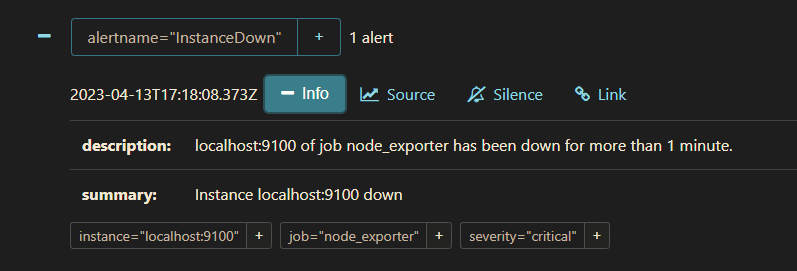 alertname="InstanceDown" + 1 alert
2023-04-13T17:18:08.373Z Info Source Silence Link
description: localhost:9100 of job node_exporter has been down for more than 1 minute.
summary: Instance localhost:9100 down
instance="localhost:9100" + job="node_exporter" + severity="critical" +